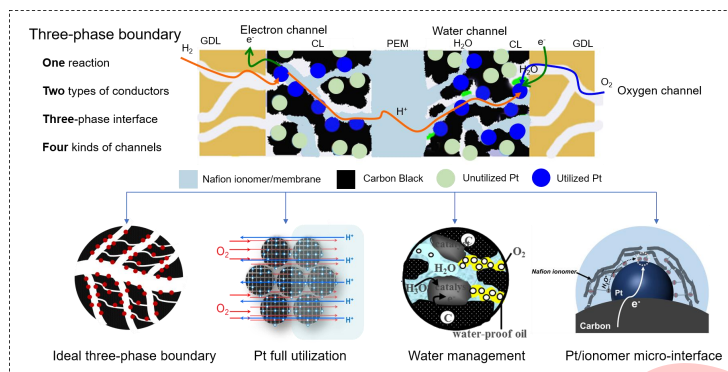 Three-phase boundary
One reaction
Two types of conductors
Three-phase interface
Four kinds of channels
Electron channel
Water channel
GDL
e-
CL
PEM
H2O
CL
e-
GDL
H2
H2O
O2
H+
Oxygen channel
Nafion ionomer/membrane
Carbon Black
Unutilized Pt
Utilized Pt
O2
O2
H+
H+
H+
C
O2
H2O
H2O
C
water-proof oil
Nafion ionomer
H3O+
Pt
e-
Carbon
Ideal three-phase boundary
Pt full utilization
Water management
Pt/ionomer micro-interface